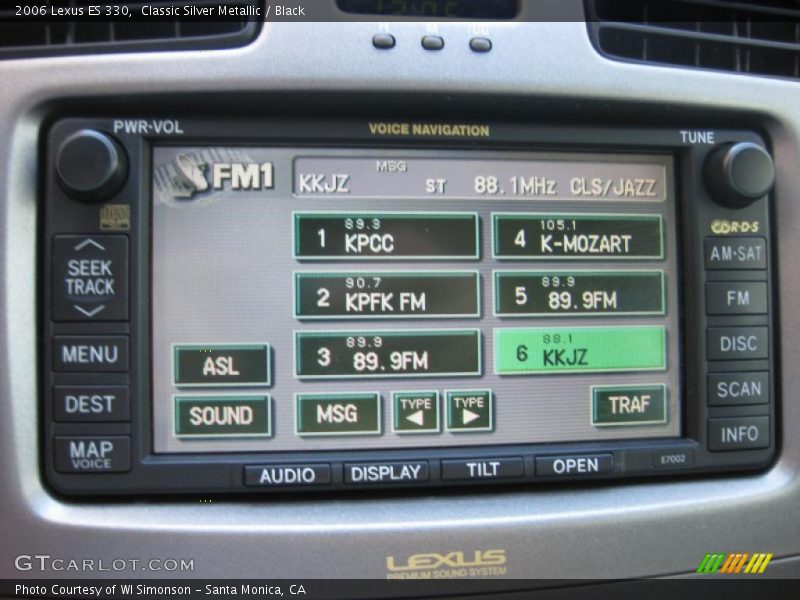 2006 Lexus ES 330, Classic Silver Metallic / Black
H M :00
PWR·VOL
VOICE NAVIGATION
TUNE
FM1
MSG
KKJZ ST 88.1MHz CLS/JAZZ
SEEK
TRACK
89.3
1 KPCC
105.1
4 K-MOZART
AM·SAT
90.7
2 KPFK FM
89.9
5 89.9FM
FM
MENU
ASL
89.9
3 89.9FM
88.1
6 KKJZ
DISC
DEST
SOUND
MSG
TYPE
TYPE
TRAF
SCAN
MAP
VOICE
INFO
AUDIO
DISPLAY
TILT
OPEN
E7002
LEXUS
PREMIUM SOUND SYSTEM
GTCARLOT.COM
Photo Courtesy of WI Simonson – Santa Monica, CA